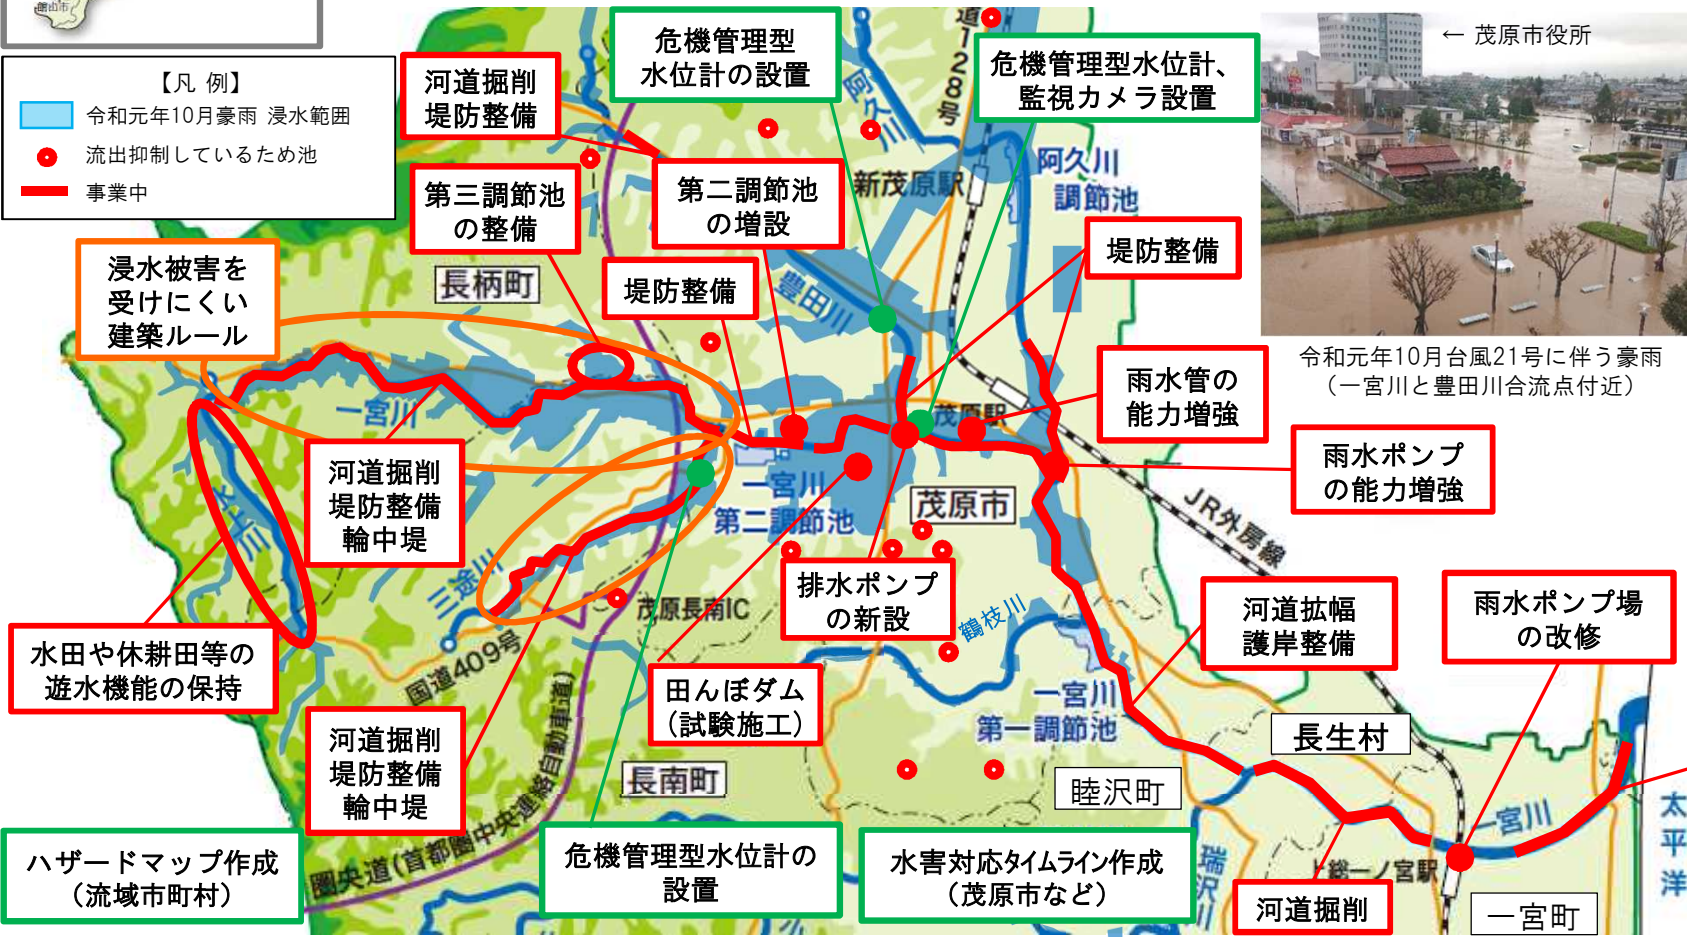 館山市
【凡 例】
令和元年10月豪雨 浸水範囲
流出抑制しているため池
事業中
河道掘削
堤防整備
危機管理型
水位計の設置
危機管理型水位計、
監視カメラ設置
← 茂原市役所
令和元年10月台風21号に伴う豪雨
（一宮川と豊田川合流点付近）
道128号
阿久川
阿久川
調節池
新茂原駅
第三調節池
の整備
第二調節池
の増設
堤防整備
堤防整備
浸水被害を
受けにくい
建築ルール
長柄町
豊田川
雨水管の
能力増強
茂原駅
一宮川
河道掘削
堤防整備
輪中堤
雨水ポンプ
の能力増強
一宮川
第二調節池
茂原市
JR外房線
三途川
茂原長南IC
排水ポンプ
の新設
鶴枝川
河道拡幅
護岸整備
雨水ポンプ場
の改修
水田や休耕田等の
遊水機能の保持
国道409号
田んぼダム
（試験施工）
一宮川
第一調節池
長生村
河道掘削
堤防整備
輪中堤
長南町
睦沢町
圏央道(首都圏中央連絡自動車道)
一宮川
太平洋
ハザードマップ作成
（流域市町村）
危機管理型水位計の
設置
水害対応タイムライン作成
（茂原市など）
瑞沢川
上総一ノ宮駅
河道掘削
一宮町